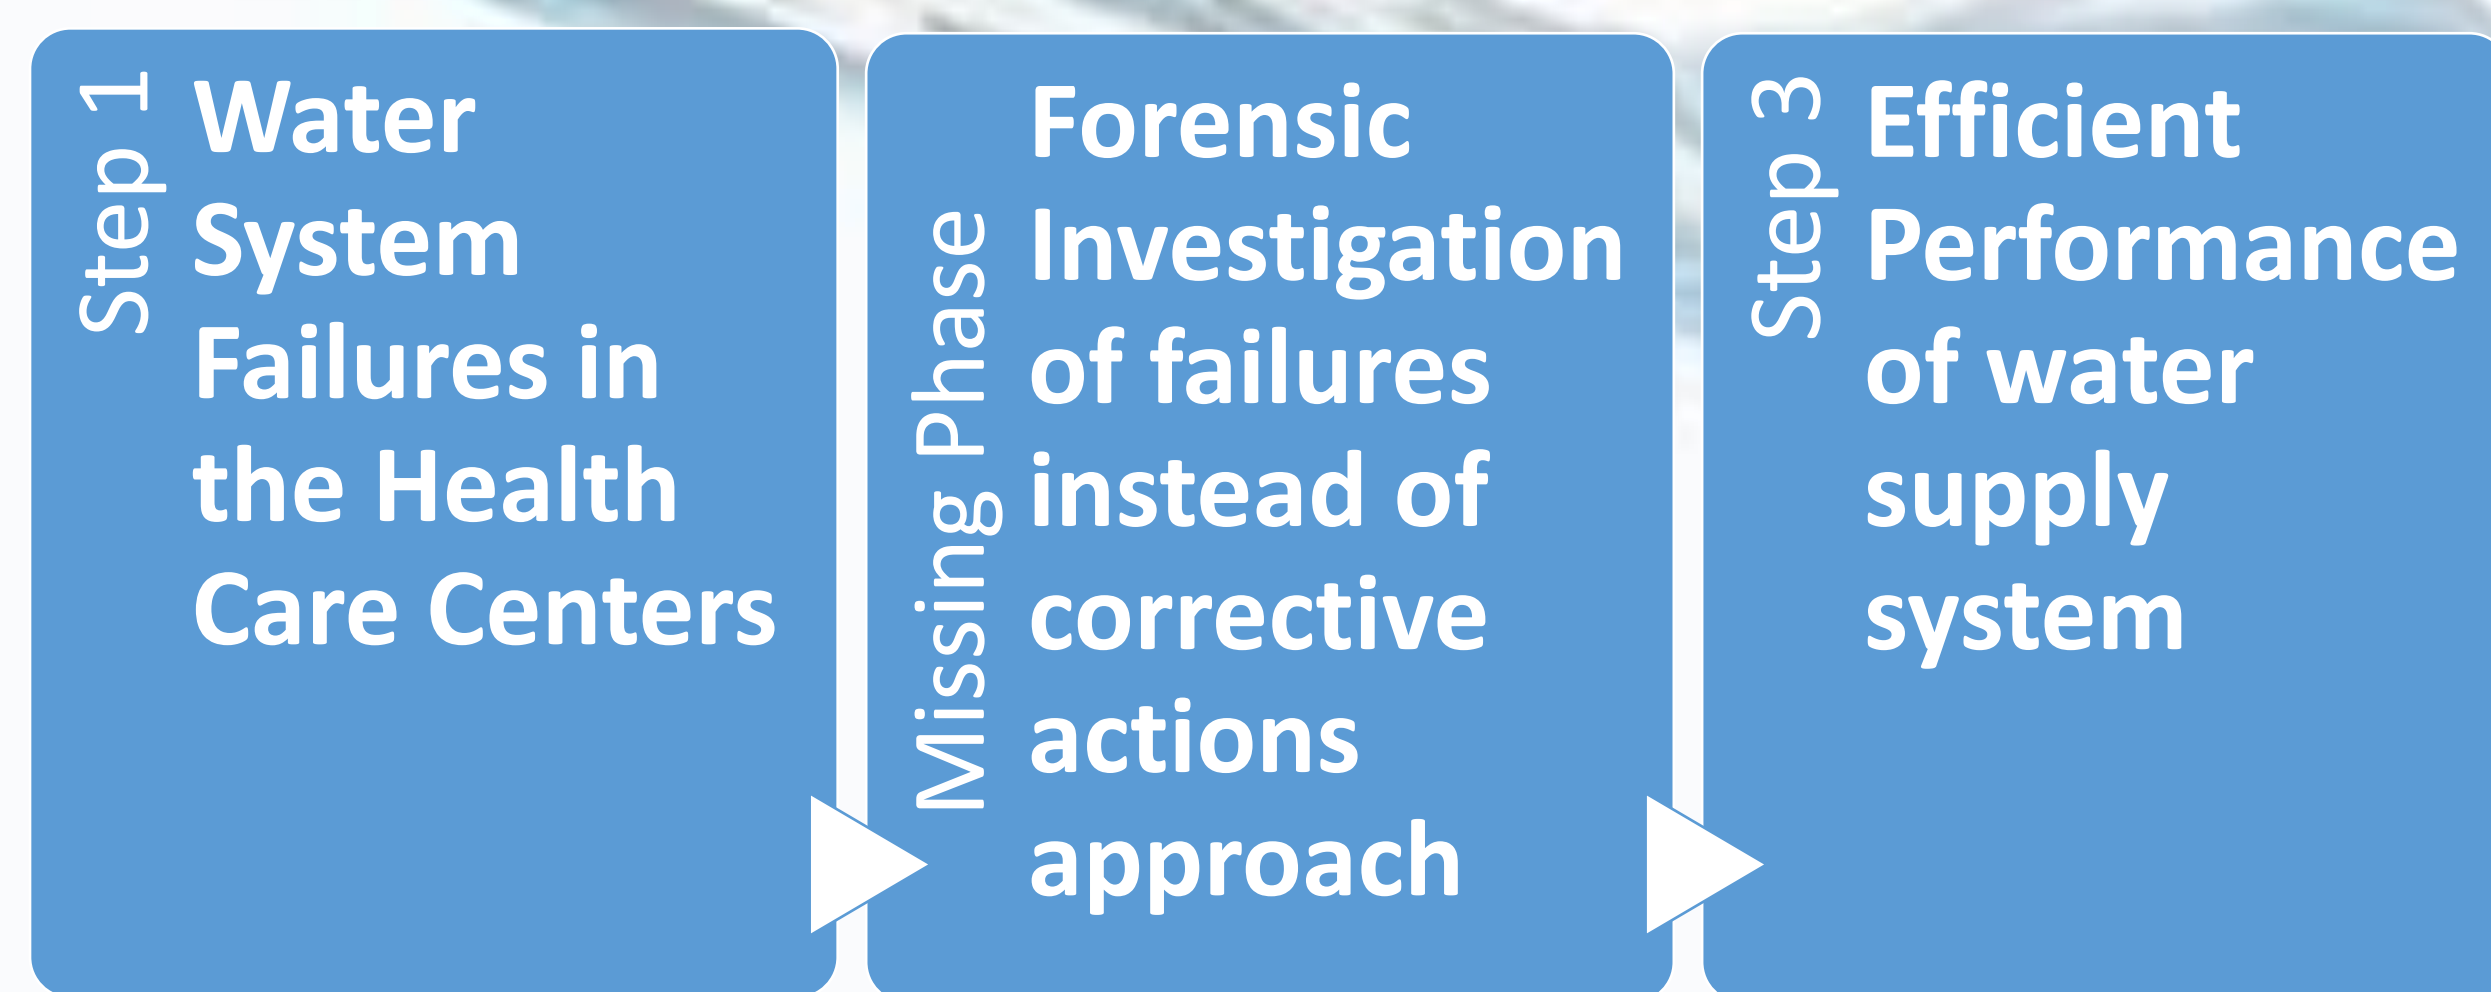 Step 1
Water
System
Failures in
the Health
Care Centers
Missing Phase
Forensic
Investigation
of failures
instead of
corrective
actions
approach
Step 3
Efficient
Performance
of water
supply
system